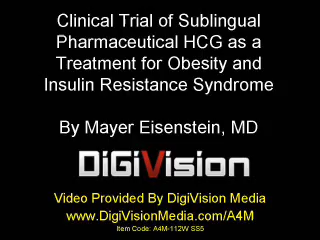 Clinical Trial of Sublingual
Pharmaceutical HCG as a
Treatment for Obesity and
Insulin Resistance Syndrome
By Mayer Eisenstein, MD
DiGiVision
Video Provided By DigiVision Media
www.DigiVisionMedia.com/A4M
Item Code: A4M-112W SS5